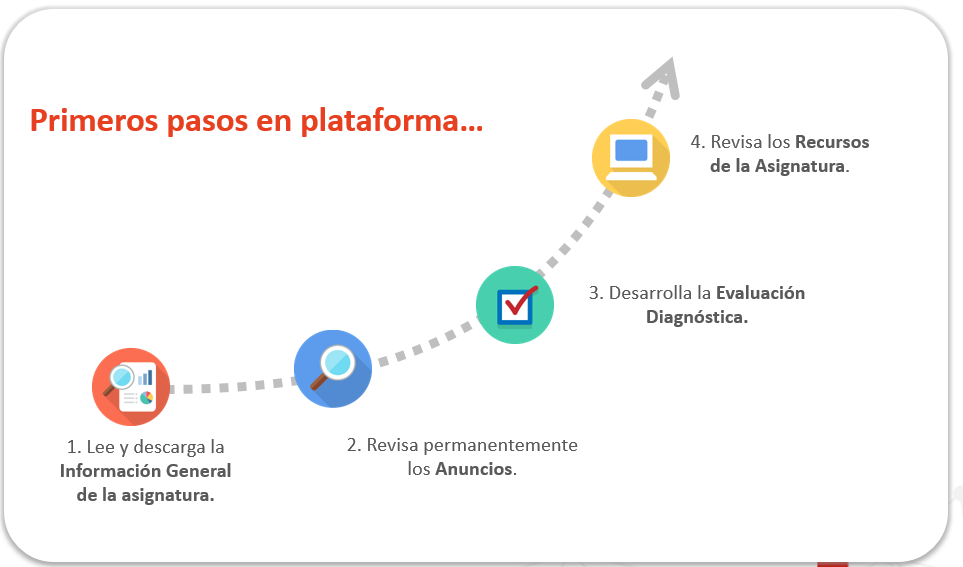 Primeros pasos en plataforma...
4. Revisa los Recursos
de la Asignatura.
3. Desarrolla la Evaluación
Diagnóstica.
1. Lee y descarga la
Información General
de la asignatura.
2. Revisa permanentemente
los Anuncios.